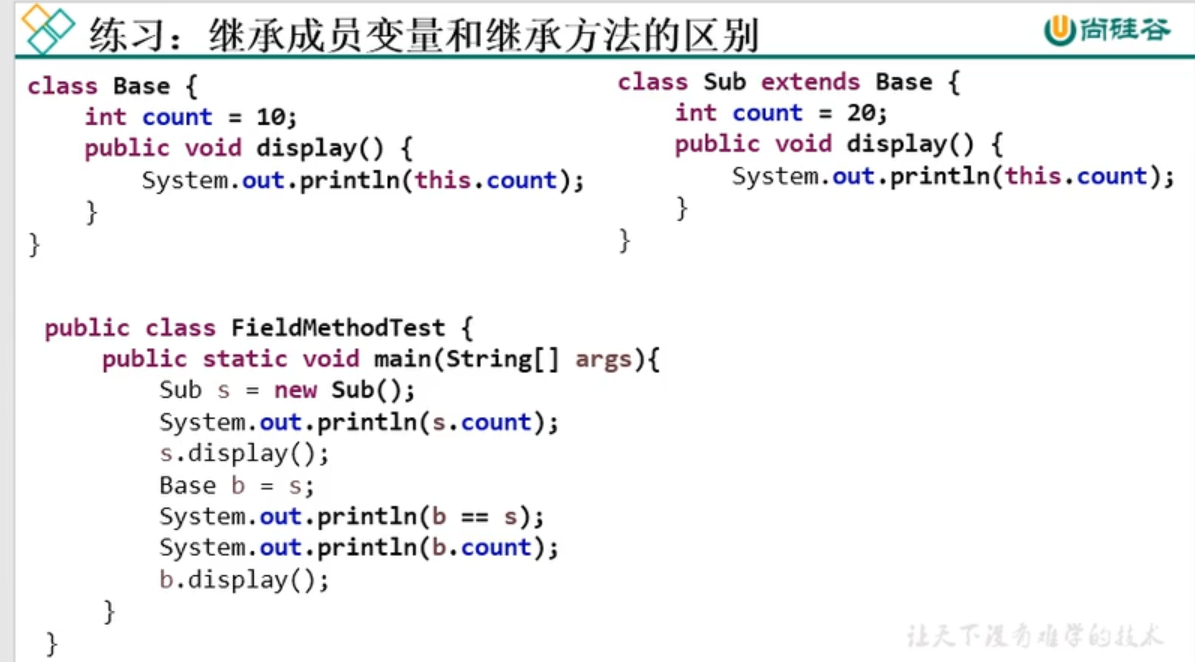 练习：继承成员变量和继承方法的区别
尚硅谷
class Base {
    int count = 10;
    public void display() {
        System.out.println(this.count);
    }
}
class Sub extends Base {
    int count = 20;
    public void display() {
        System.out.println(this.count);
    }
}
public class FieldMethodTest {
    public static void main(String[] args){
        Sub s = new Sub();
        System.out.println(s.count);
        s.display();
        Base b = s;
        System.out.println(b == s);
        System.out.println(b.count);
        b.display();
    }
}
让天下没有难学的技术